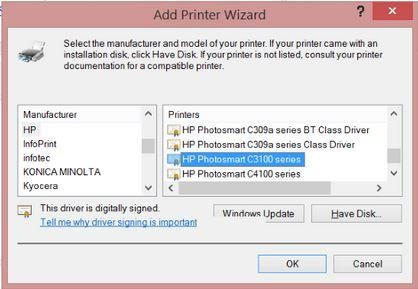 Add Printer Wizard
?
Select the manufacturer and model of your printer. If your printer came with an
installation disk, click Have Disk. If your printer is not listed, consult your printer
documentation for a compatible printer.
Manufacturer
HP
InfoPrint
infotec
KONICA MINOLTA
Kyocera
Printers
HP Photosmart C309a series BT Class Driver
HP Photosmart C309a series Class Driver
HP Photosmart C3100 series
HP Photosmart C4100 series
This driver is digitally signed.
Tell me why driver signing is important
Windows Update
Have Disk...
OK
Cancel